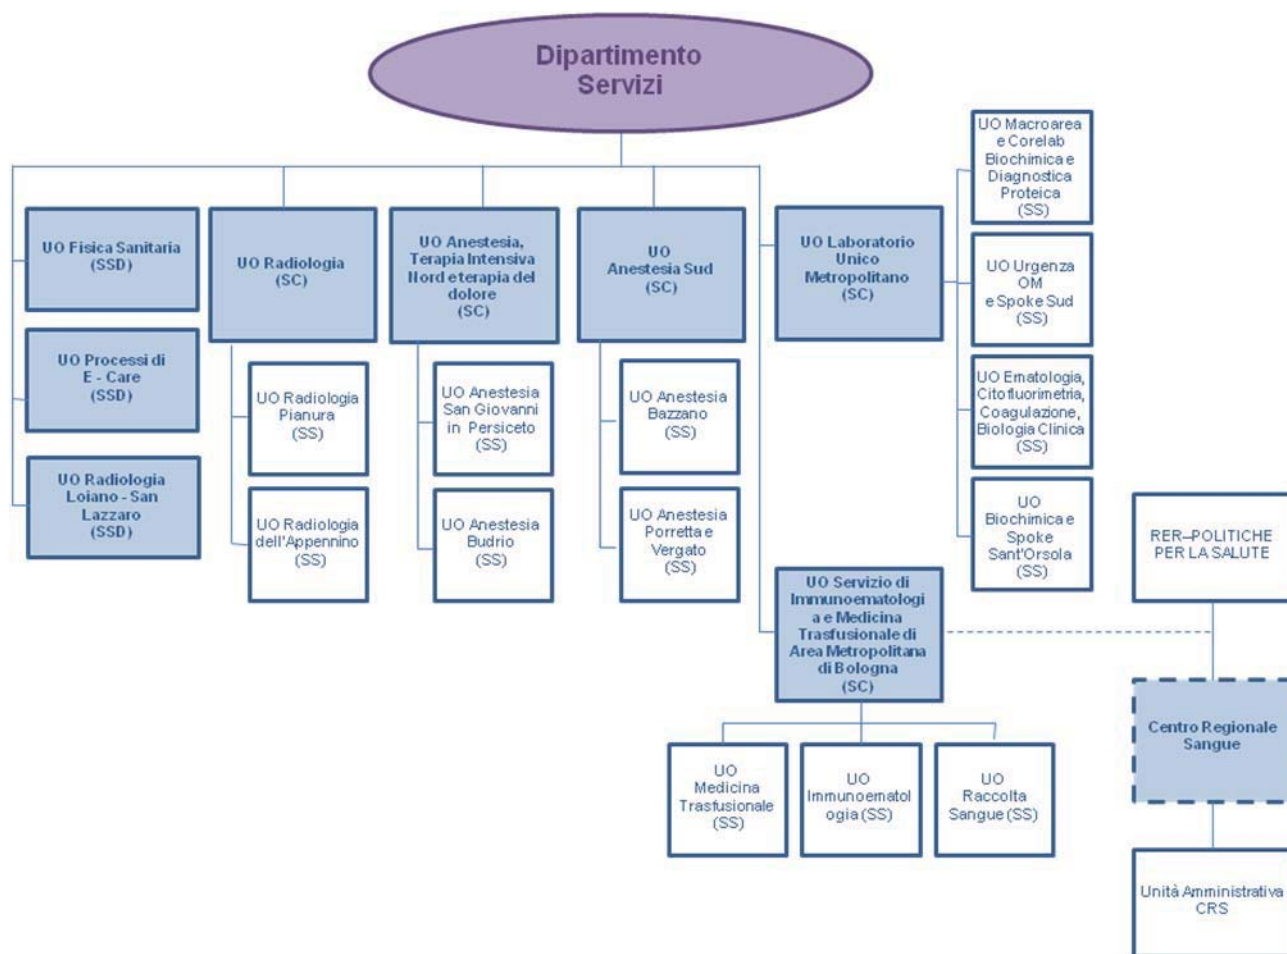 Dipartimento
Servizi
UO Fisica Sanitaria
(SSD)
UO Processi di
E - Care
(SSD)
UO Radiologia
Loiano - San
Lazzaro
(SSD)
UO Radiologia
(SC)
UO Radiologia
Pianura
(SS)
UO Radiologia
dell'Appennino
(SS)
UO Anestesia,
Terapia Intensiva
Nord e terapia del
dolore
(SC)
UO Anestesia
San Giovanni
in Persiceto
(SS)
UO Anestesia
Budrio
(SS)
UO
Anestesia Sud
(SC)
UO Anestesia
Bazzano
(SS)
UO Anestesia
Porretta e
Vergato
(SS)
UO Laboratorio
Unico
Metropolitano
(SC)
UO Macroarea
e Corelab
Biochimica e
Diagnostica
Proteica
(SS)
UO Urgenza
OM
e Spoke Sud
(SS)
UO Ematologia,
Citofluorimetria,
Coagulazione,
Biologia Clinica
(SS)
UO
Biochimica e
Spoke
Sant'Orsola
(SS)
UO Servizio di
Immunoematologi
a e Medicina
Trasfusionale di
Area Metropolitana
di Bologna
(SC)
UO
Medicina
Trasfusionale
(SS)
UO
Immunoematol
ogia (SS)
UO
Raccolta
Sangue (SS)
RER–POLITICHE
PER LA SALUTE
Centro Regionale
Sangue
Unità Amministrativa
CRS